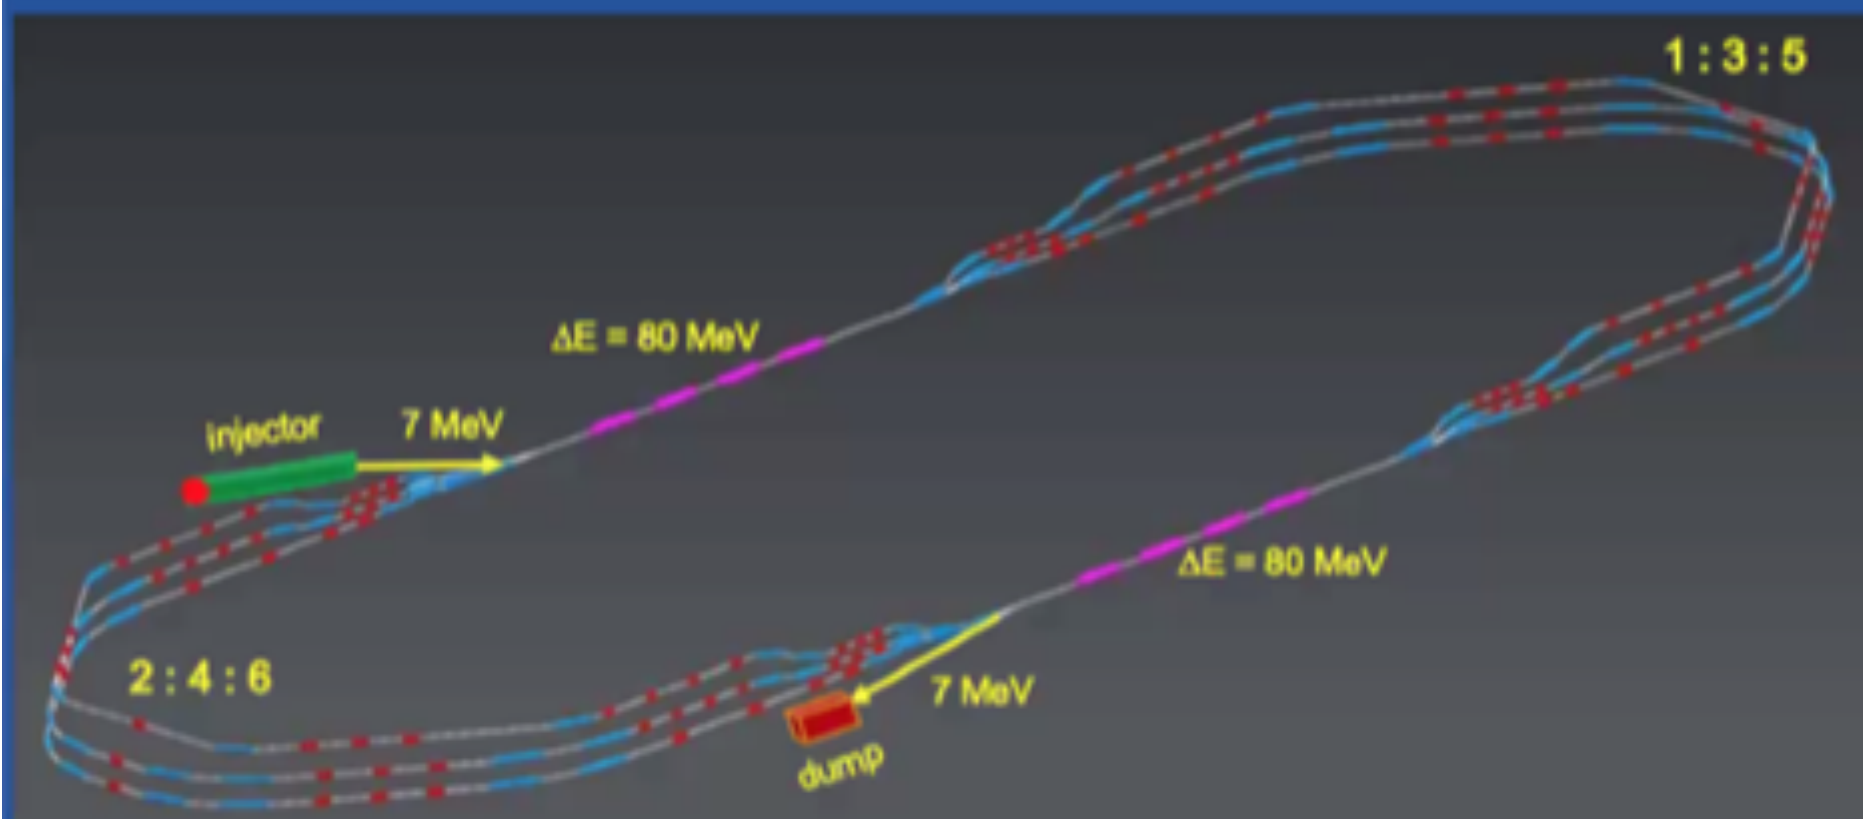 1 : 3 : 5
ΔE = 80 MeV
injector
7 MeV
ΔE = 80 MeV
2 : 4 : 6
7 MeV
dump